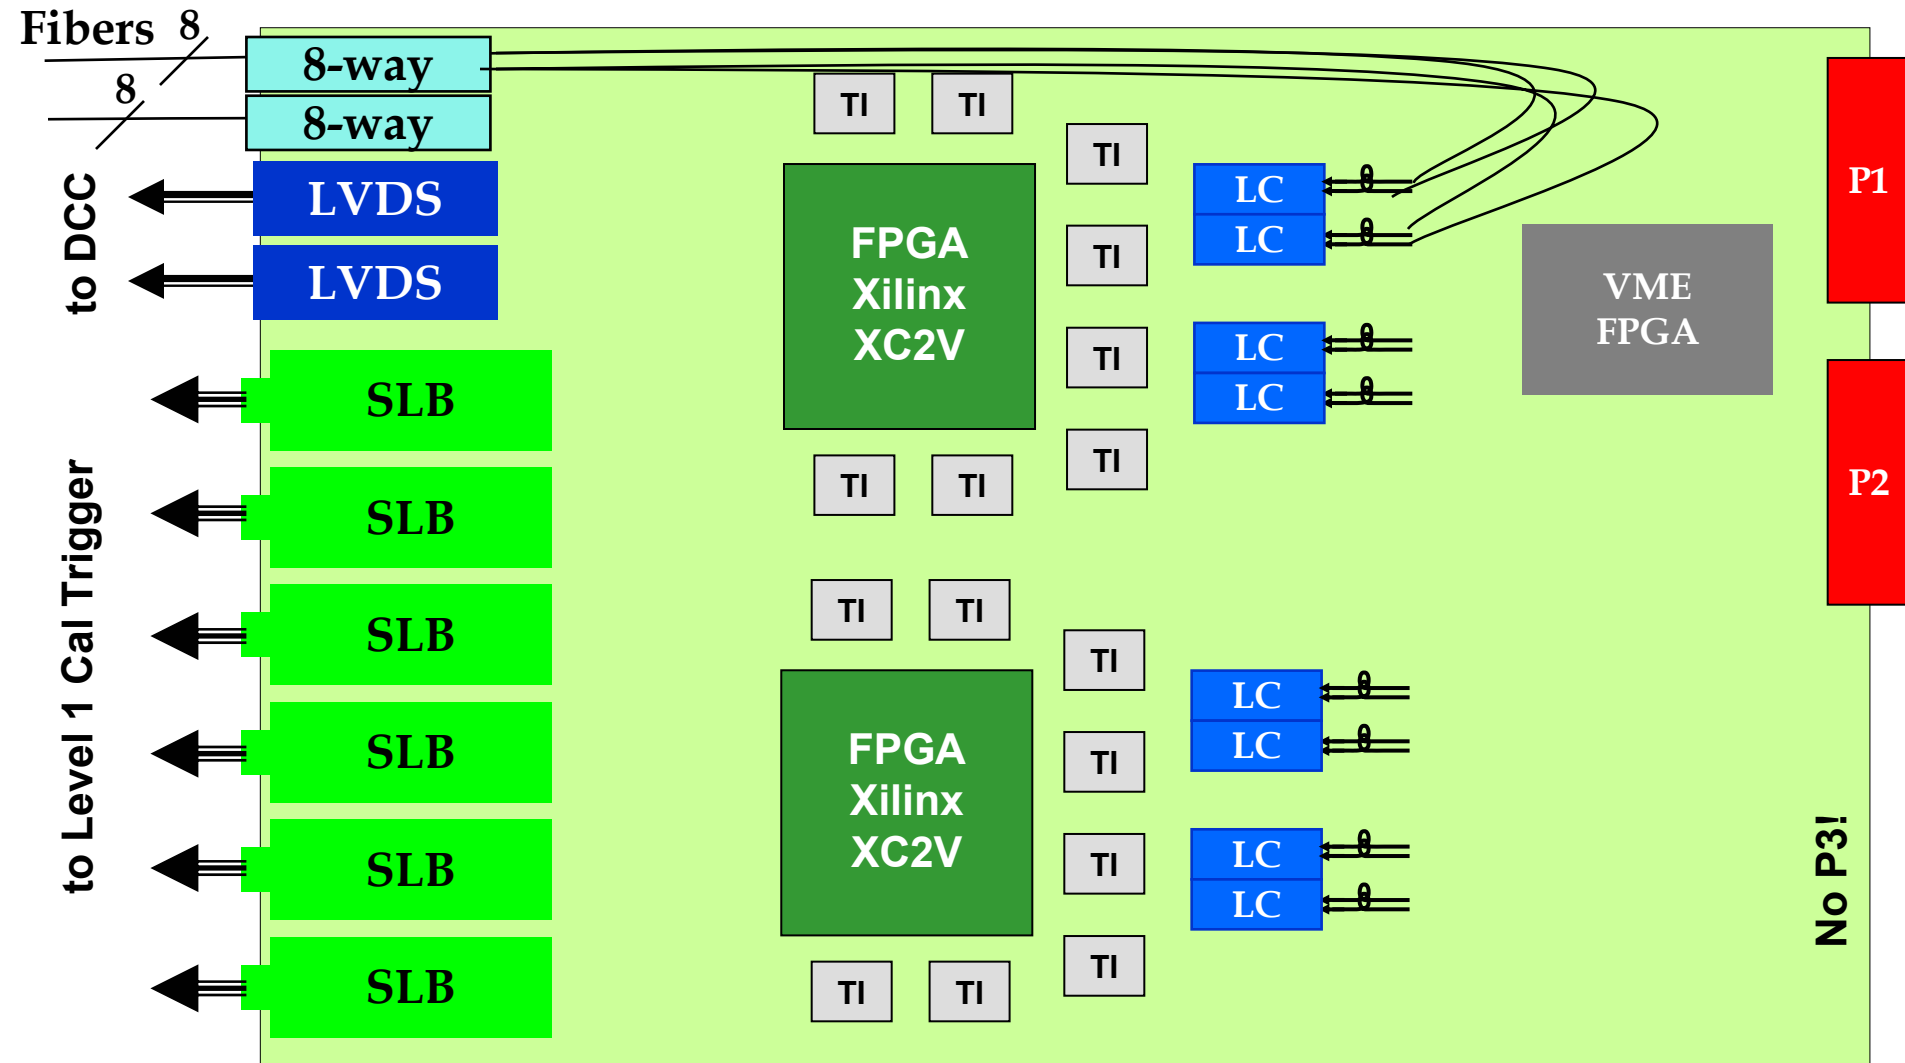 Fibers 8
8-way
8
8-way
to DCC
LVDS
LVDS
to Level 1 Cal Trigger
SLB
SLB
SLB
SLB
SLB
SLB
TI
TI
TI
TI
TI
TI
TI
TI
FPGA
Xilinx
XC2V
LC
LC
LC
LC
VME
FPGA
P1
P2
TI
TI
TI
TI
TI
TI
TI
TI
FPGA
Xilinx
XC2V
LC
LC
LC
LC
No P3!